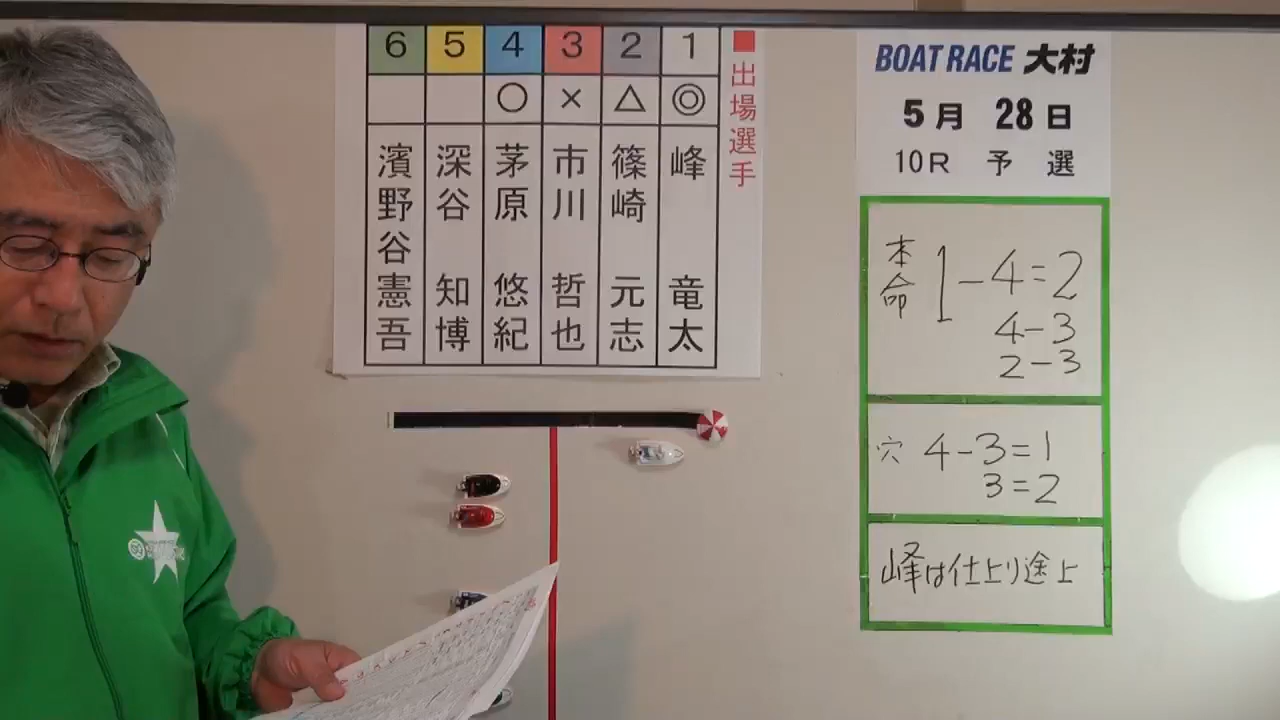 出場選手
1 ◎ 峰 竜太
2 △ 篠崎 元志
3 × 市川 哲也
4 ○ 茅原 悠紀
5 深谷 知博
6 濱野谷憲吾
BOAT RACE 大村
5月 28日
10R 予選
本命 1-4=2
4-3
2-3
穴 4-3=1
3=2
峰は仕上り途上